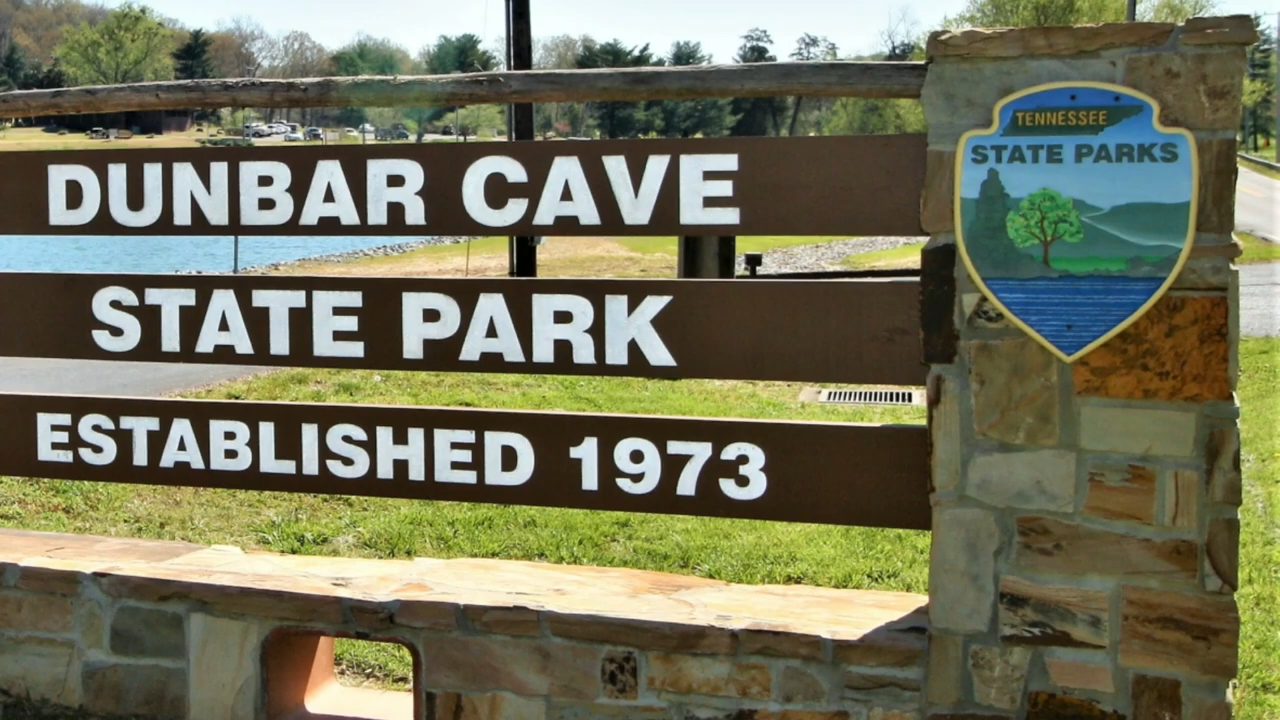 DUNBAR CAVE
STATE PARK
ESTABLISHED 1973
TENNESSEE
STATE PARKS